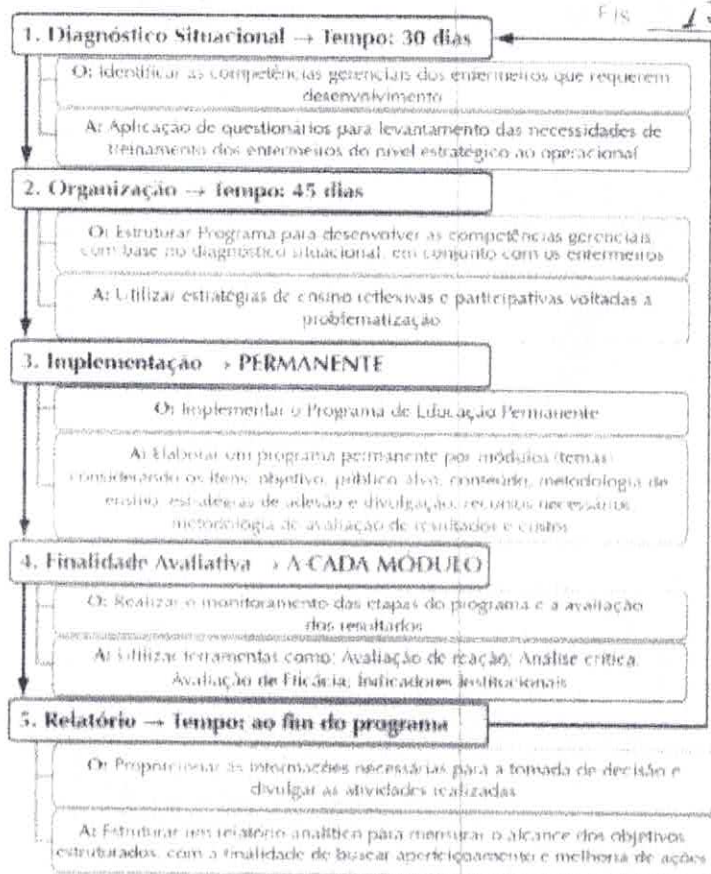 Fls
1. Diagnóstico Situacional → Tempo: 30 dias
O: Identificar as competências gerenciais dos enfermeiros que requerem
desenvolvimento
A: Aplicação de questionários para levantamento das necessidades de
treinamento dos enfermeiros do nível estratégico ao operacional
2. Organização → Tempo: 45 dias
O: Estruturar Programa para desenvolver as competências gerenciais,
com base no diagnóstico situacional, em conjunto com os enfermeiros
A: Utilizar estratégias de ensino reflexivas e participativas voltadas a
problematização
3. Implementação → PERMANENTE
O: Implementar o Programa de Educação Permanente
A: Elaborar um programa permanente por módulos (temas)
considerando os itens: objetivo, público alvo, conteúdo, metodologia de
ensino, estratégias de adesão e divulgação, recursos necessários,
metodologia de avaliação de resultados e custos
4. Finalidade Avaliativa → A CADA MÓDULO
O: Realizar o monitoramento das etapas do programa e a avaliação
dos resultados
A: Utilizar ferramentas como: Avaliação de reação; Análise crítica;
Avaliação de Eficácia; Indicadores Institucionais
5. Relatório → Tempo: ao fim do programa
O: Proporcionar as informações necessárias para a tomada de decisão e
divulgar as atividades realizadas
A: Estruturar um relatório analítico para mensurar o alcance dos objetivos
estruturados, com a finalidade de buscar aperfeiçoamento e melhoria de ações